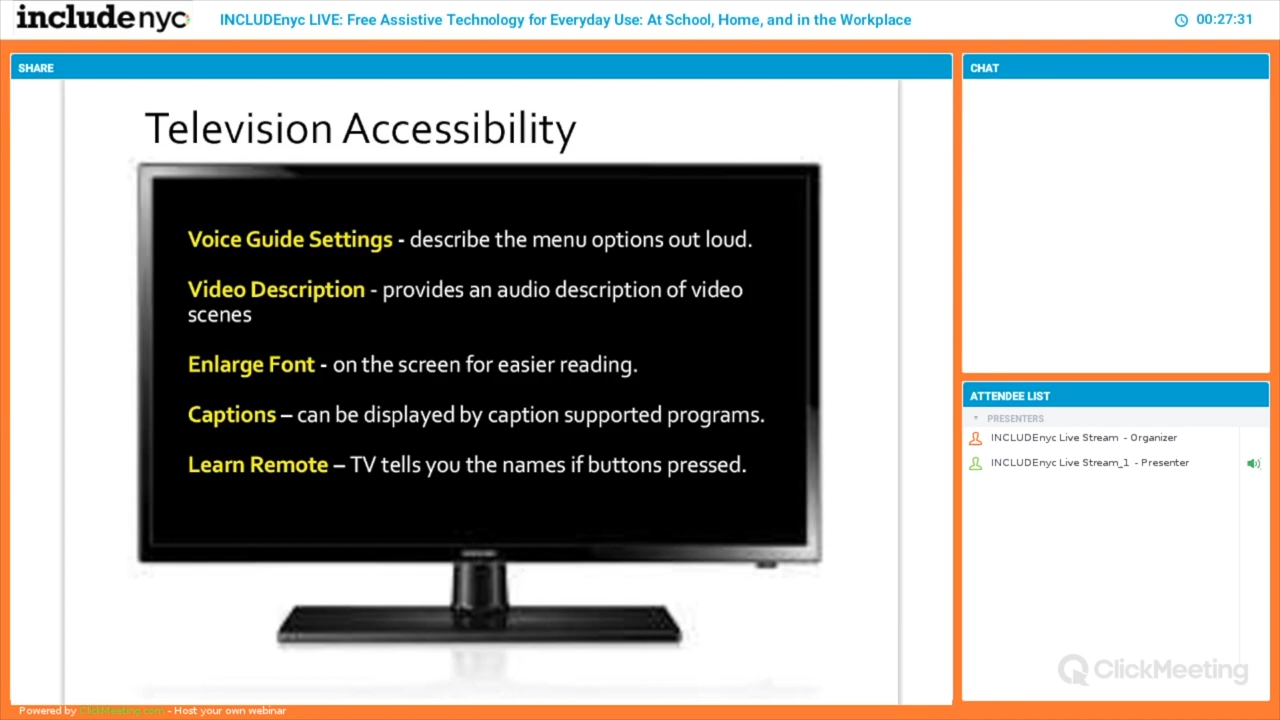 includenyc
INCLUDEnyc LIVE: Free Assistive Technology for Everyday Use: At School, Home, and in the Workplace
00:27:31
SHARE
Television Accessibility
Voice Guide Settings - describe the menu options out loud.
Video Description - provides an audio description of video
scenes
Enlarge Font - on the screen for easier reading.
Captions – can be displayed by caption supported programs.
Learn Remote – TV tells you the names if buttons pressed.
CHAT
ATTENDEE LIST
PRESENTERS
INCLUDEnyc Live Stream - Organizer
INCLUDEnyc Live Stream_1 - Presenter
ClickMeeting
Powered by ClickMeeting.com - Host your own webinar